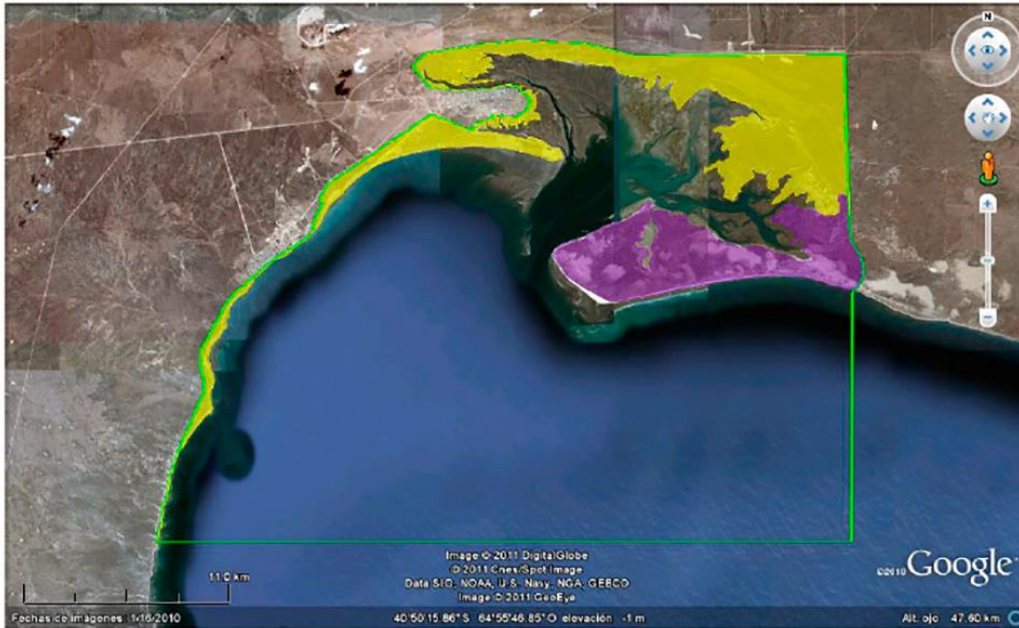 N
Image © 2011 DigitalGlobe
© 2011 Cnes/Spot Image
Data SIO, NOAA, U.S. Navy, NGA, GEBCO
Image © 2011 GeoEye
©2010 Google
11.0 km
Fechas de imágenes: 1/16/2010 40°50'15.86" S 64°55'46.85" O elevación -1 m Alt. ojo 47.60 km